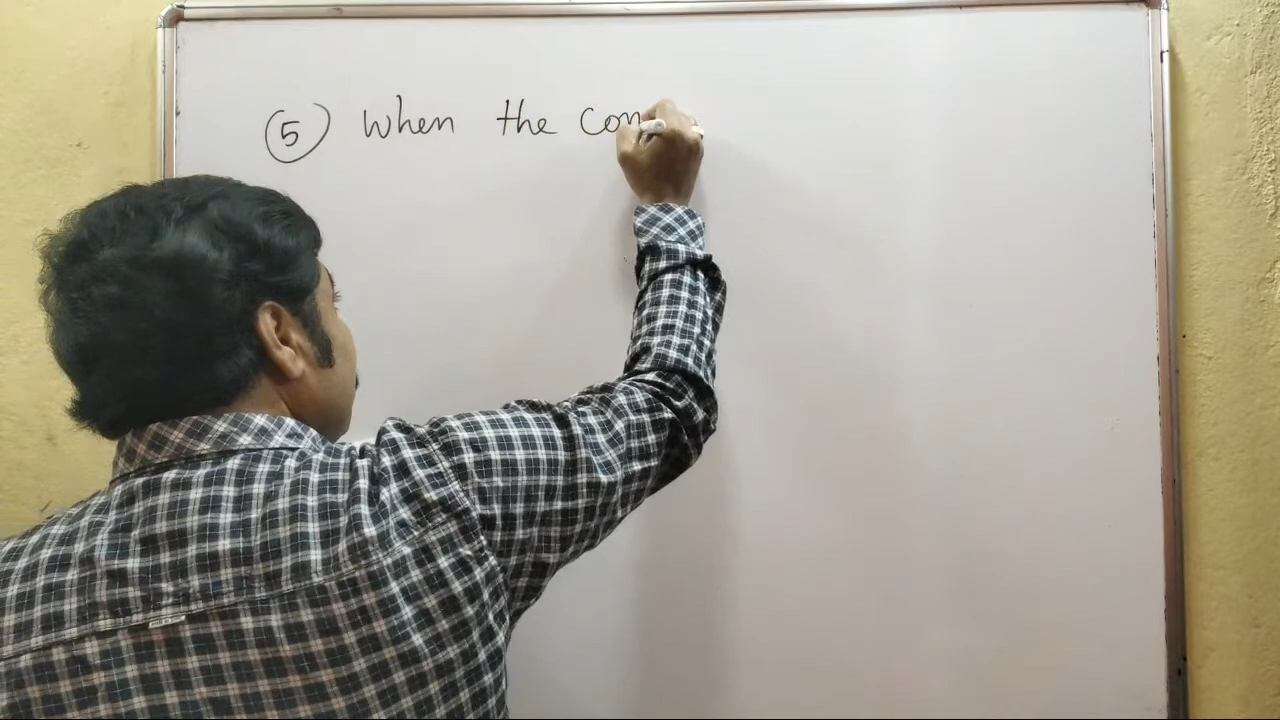 ⑤ When the con